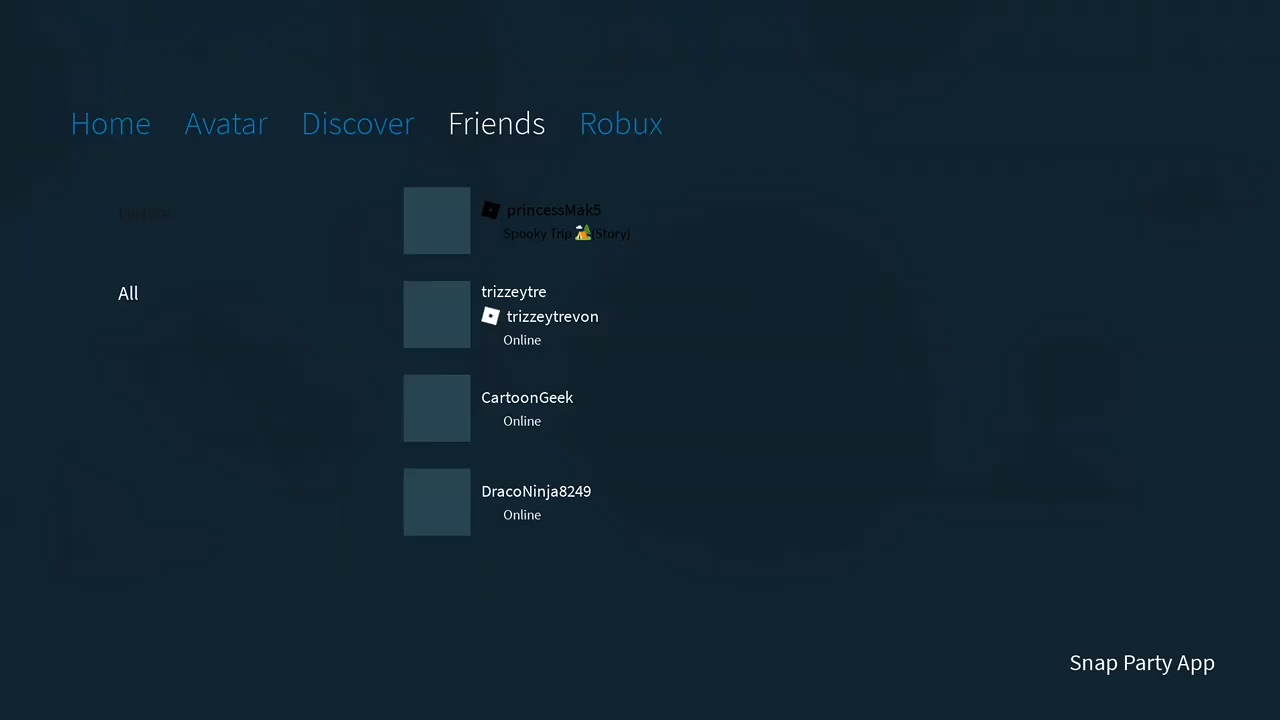 Home Avatar Discover Friends Robux
Online
princessMak5
Spooky Trip 🏕️ (Story)
All
trizzeytre
trizzeytrevon
Online
CartoonGeek
Online
DracoNinja8249
Online
Snap Party App